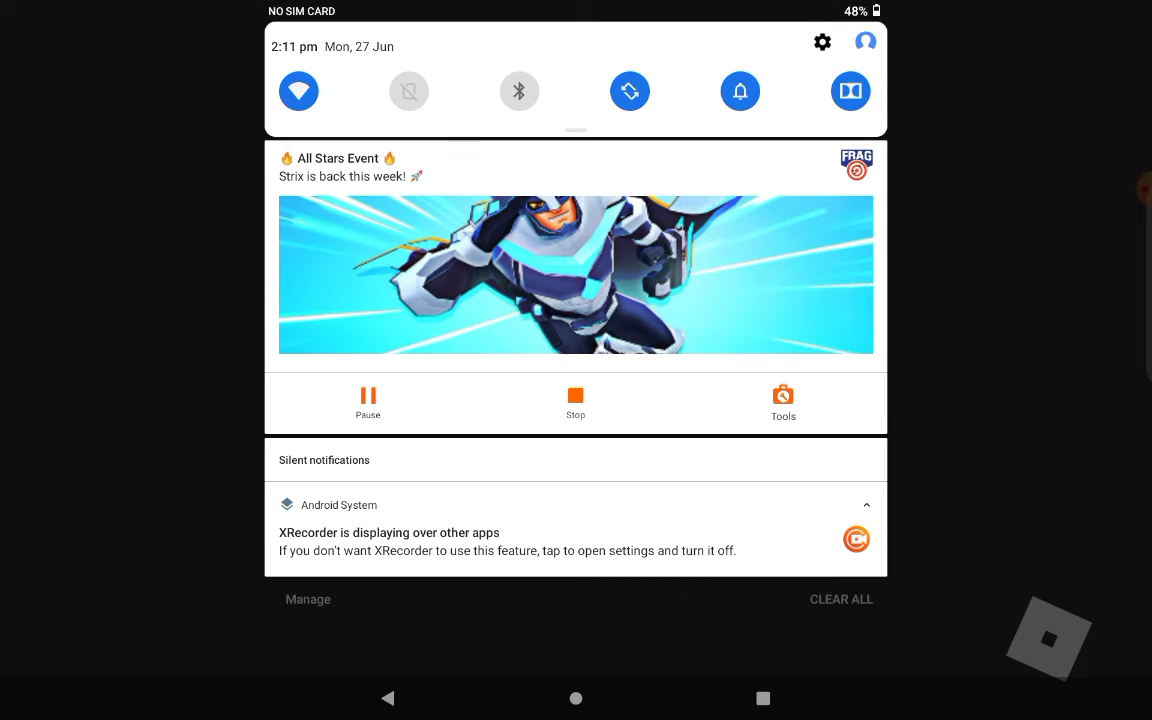 NO SIM CARD 48%
2:11 pm Mon, 27 Jun
🔥 All Stars Event 🔥
Strix is back this week! 🚀
FRAG
Pause Stop Tools
Silent notifications
Android System
XRecorder is displaying over other apps
If you don't want XRecorder to use this feature, tap to open settings and turn it off.
Manage CLEAR ALL